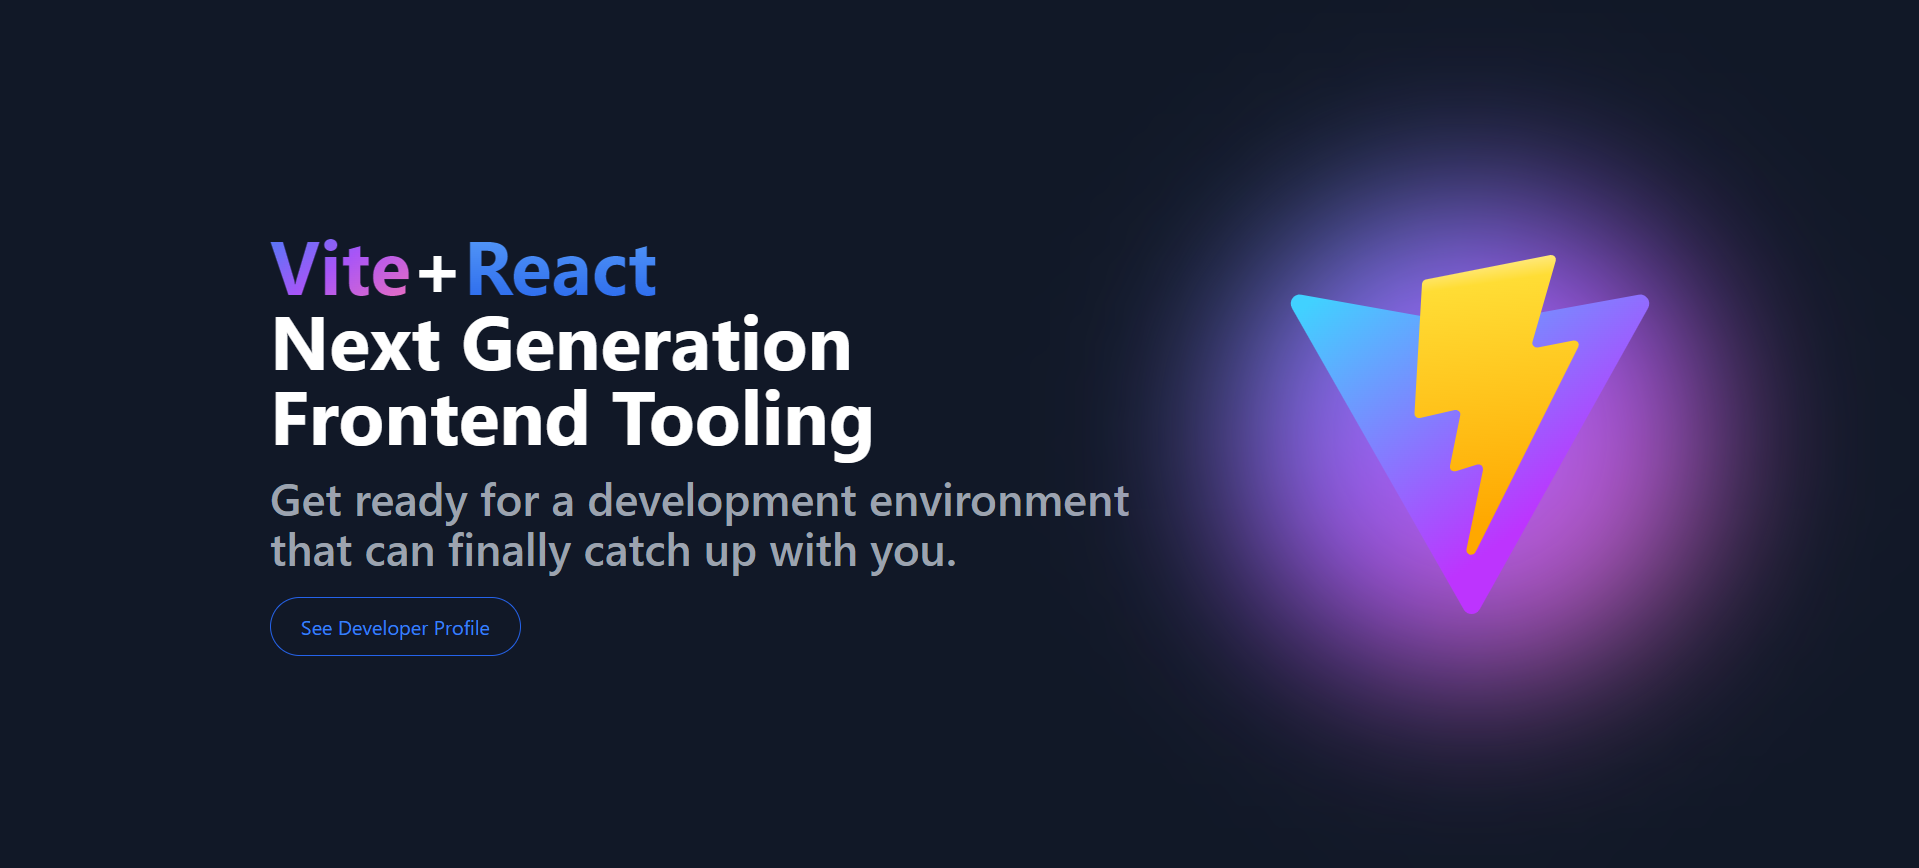 Vite+React
Next Generation
Frontend Tooling
Get ready for a development environment
that can finally catch up with you.
See Developer Profile